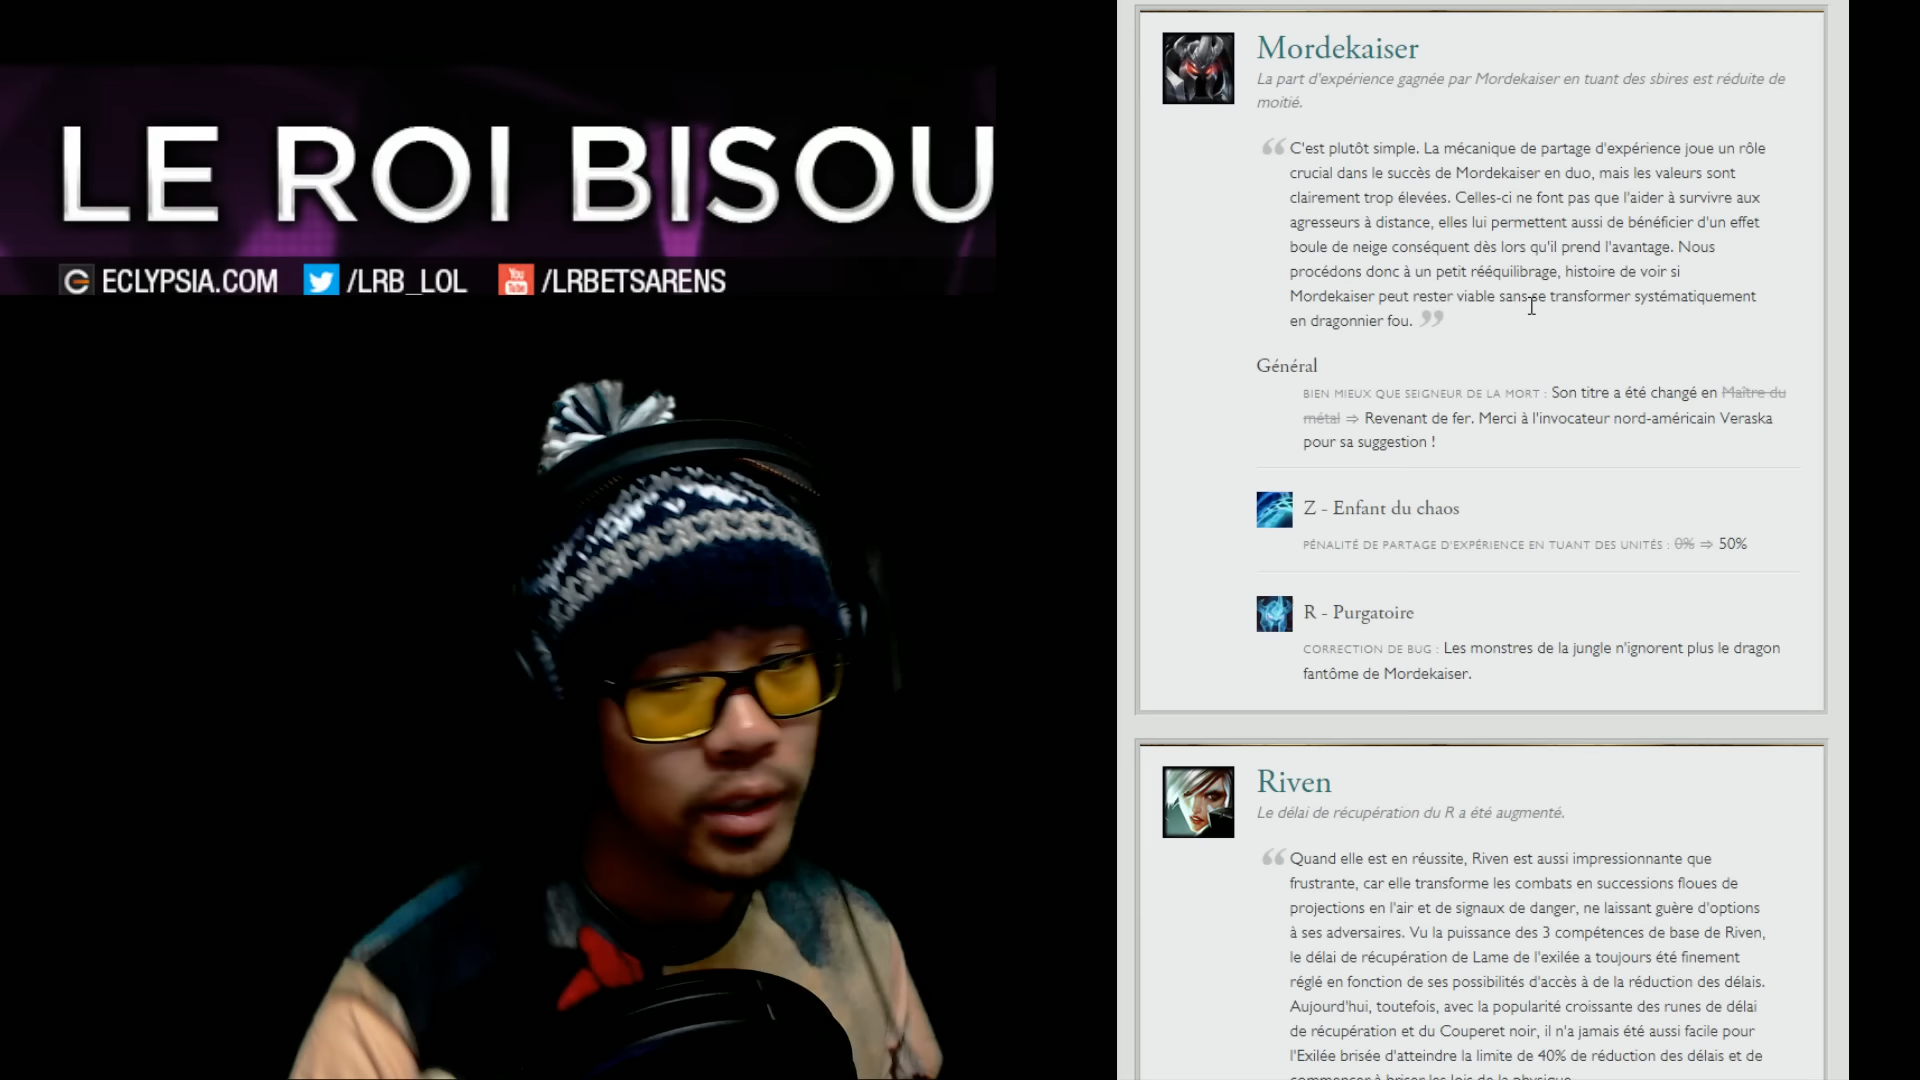 LE ROI BISOU
ECLYPSIA.COM /LRB_LOL You Tube /LRBETSARENS
Mordekaiser
La part d'expérience gagnée par Mordekaiser en tuant des sbires est réduite de
moitié.
“ C'est plutôt simple. La mécanique de partage d'expérience joue un rôle
crucial dans le succès de Mordekaiser en duo, mais les valeurs sont
clairement trop élevées. Celles-ci ne font pas que l'aider à survivre aux
agresseurs à distance, elles lui permettent aussi de bénéficier d'un effet
boule de neige conséquent dès lors qu'il prend l'avantage. Nous
procédons donc à un petit rééquilibrage, histoire de voir si
Mordekaiser peut rester viable sans se transformer systématiquement
en dragonnier fou. ”
Général
BIEN MIEUX QUE SEIGNEUR DE LA MORT : Son titre a été changé en Maître du
métal ⇒ Revenant de fer. Merci à l'invocateur nord-américain Veraska
pour sa suggestion !
Z - Enfant du chaos
PÉNALITÉ DE PARTAGE D'EXPÉRIENCE EN TUANT DES UNITÉS : 0% ⇒ 50%
R - Purgatoire
CORRECTION DE BUG : Les monstres de la jungle n'ignorent plus le dragon
fantôme de Mordekaiser.
Riven
Le délai de récupération du R a été augmenté.
“ Quand elle est en réussite, Riven est aussi impressionnante que
frustrante, car elle transforme les combats en successions floues de
projections en l'air et de signaux de danger, ne laissant guère d'options
à ses adversaires. Vu la puissance des 3 compétences de base de Riven,
le délai de récupération de Lame de l'exilée a toujours été finement
réglé en fonction de ses possibilités d'accès à de la réduction des délais.
Aujourd'hui, toutefois, avec la popularité croissante des runes de délai
de récupération et du Couperet noir, il n'a jamais été aussi facile pour
l'Exilée brisée d'atteindre la limite de 40% de réduction des délais et de
commencer à briser les lois de la physique.